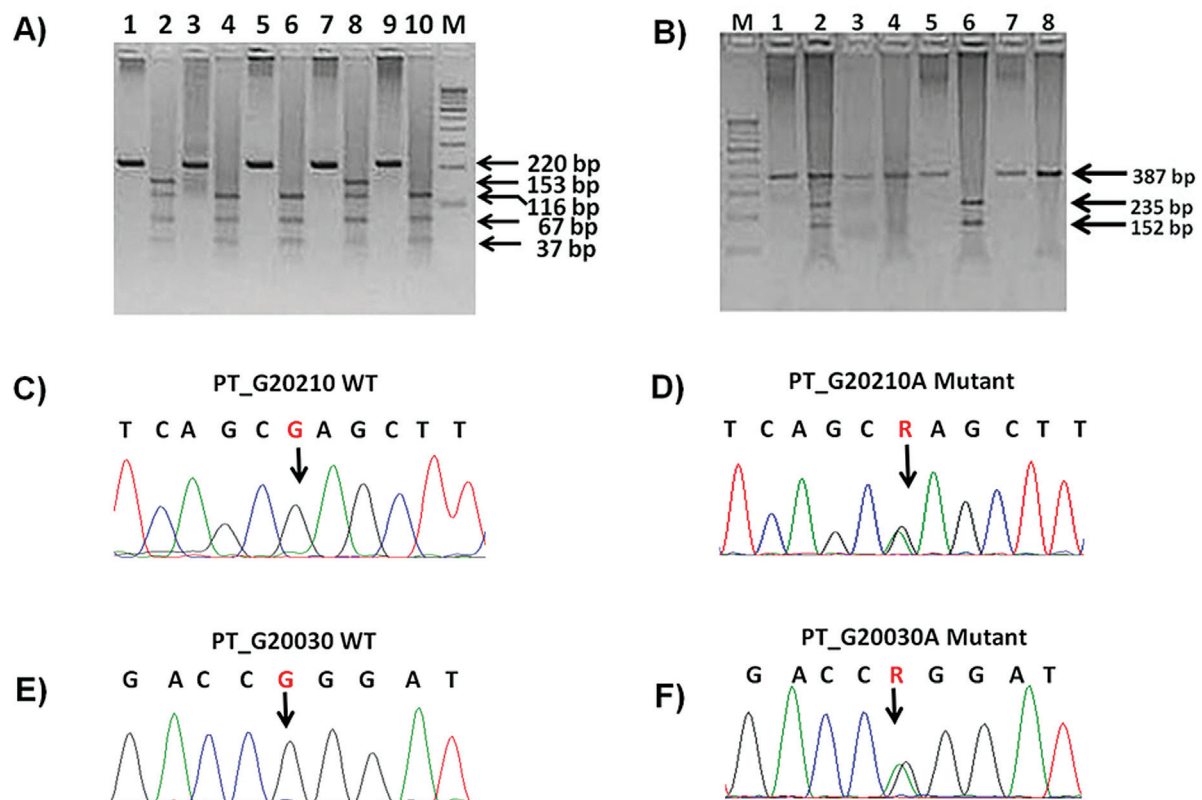 A)
1 2 3 4 5 6 7 8 9 10 M
220 bp
153 bp
116 bp
67 bp
37 bp
B)
M 1 2 3 4 5 6 7 8
387 bp
235 bp
152 bp
C)
PT_G20210 WT
T C A G C G A G C T T
D)
PT_G20210A Mutant
T C A G C R A G C T T
E)
PT_G20030 WT
G A C C G G G A T
F)
PT_G20030A Mutant
G A C C R G G A T